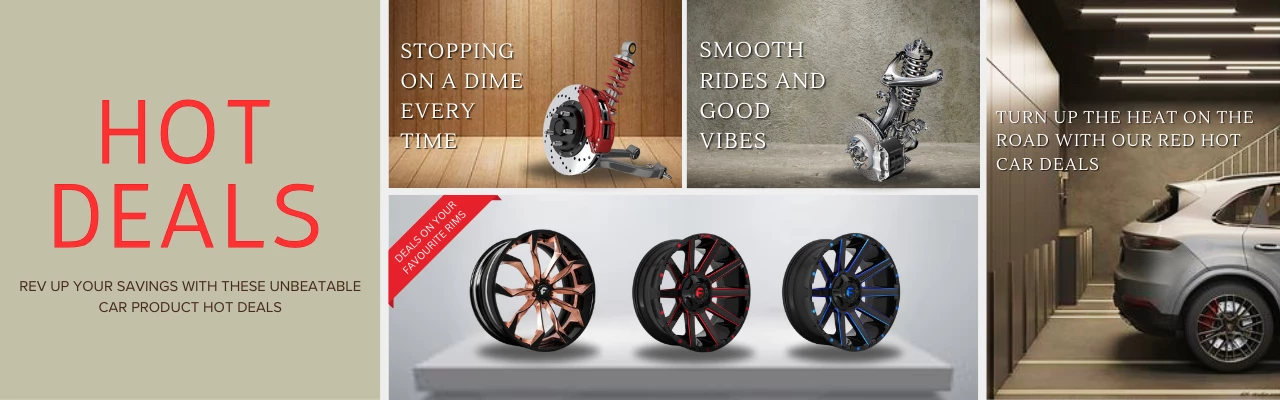 HOT
DEALS
REV UP YOUR SAVINGS WITH THESE UNBEATABLE
CAR PRODUCT HOT DEALS
STOPPING
ON A DIME
EVERY
TIME
SMOOTH
RIDES AND
GOOD
VIBES
DEALS ON YOUR
FAVOURITE RIMS
TURN UP THE HEAT ON THE
ROAD WITH OUR RED HOT
CAR DEALS